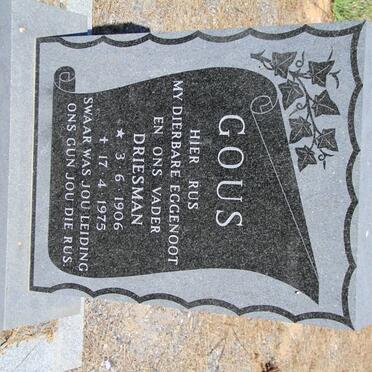 GOUS
HIER RUS
MY DIERBARE EGGENOOT
EN ONS VADER
DRIESMAN
★ 3. 6. 1906
+ 17. 4. 1975
SWAAR WAS JOU LEIDING
ONS GUN JOU DIE RUS.